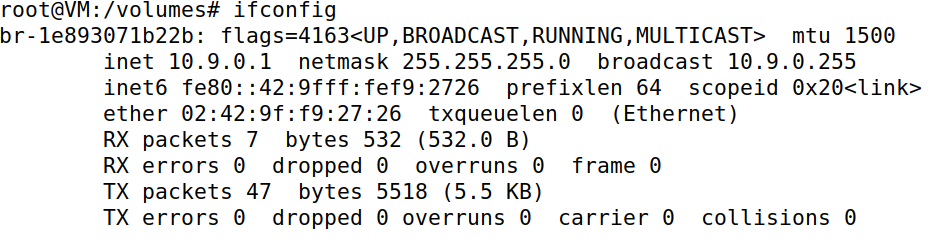 root@VM:/volumes# ifconfig
br-1e893071b22b: flags=4163<UP,BROADCAST,RUNNING,MULTICAST>  mtu 1500
        inet 10.9.0.1  netmask 255.255.255.0  broadcast 10.9.0.255
        inet6 fe80::42:9fff:fef9:2726  prefixlen 64  scopeid 0x20<link>
        ether 02:42:9f:f9:27:26  txqueuelen 0  (Ethernet)
        RX packets 7  bytes 532 (532.0 B)
        RX errors 0  dropped 0  overruns 0  frame 0
        TX packets 47  bytes 5518 (5.5 KB)
        TX errors 0  dropped 0 overruns 0  carrier 0  collisions 0